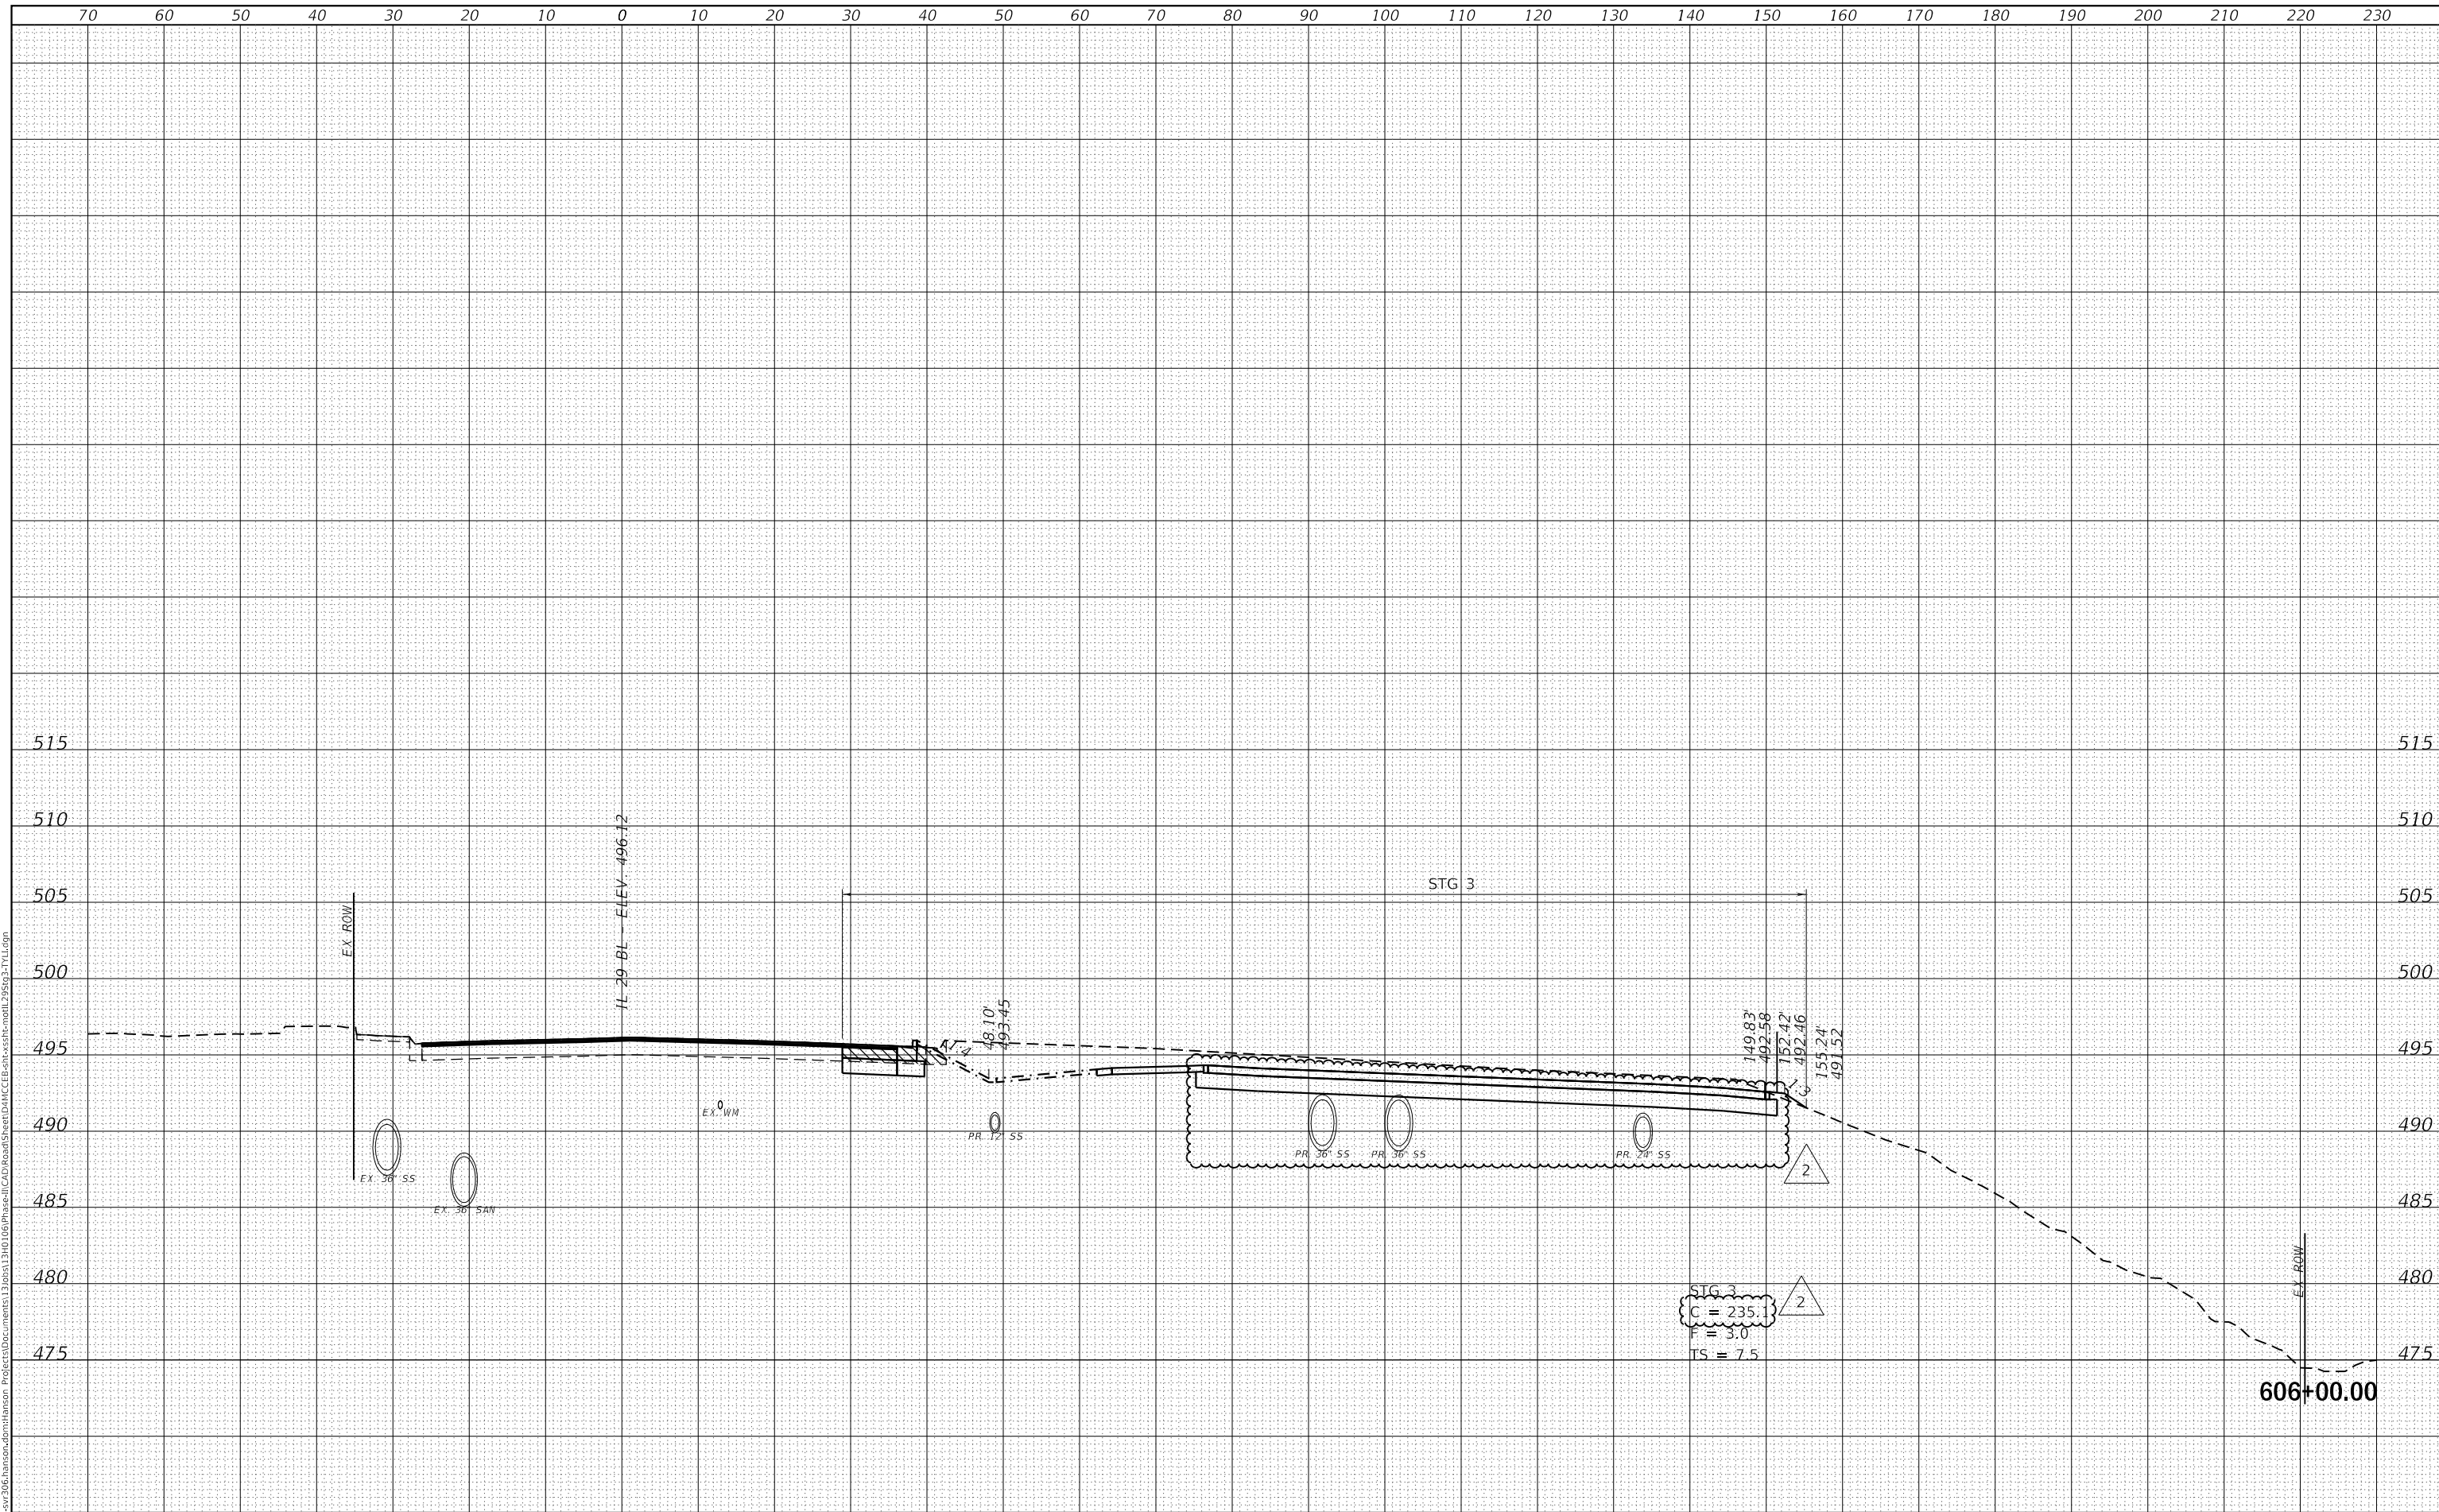 70 60 50 40 30 20 10 0 10 20 30 40 50 60 70 80 90 100 110 120 130 140 150 160 170 180 190 200 210 220 230
515 515
510 510
IL 29 BL - ELEV. 496.12
505 505
STG 3
EX ROW
500 500
48.10'
493.45
149.83'
492.58
152.42'
492.46
155.24'
491.52
495 495
1:4
1:3
EX. WM
PR. 12" SS
490 490
PR. 36" SS
PR. 36" SS
PR. 24" SS
2
EX. 36" SS
EX. 36" SAN
485 485
EX ROW
480 480
STG 3
C = 235.1
2
F = 3.0
TS = 7.5
475 475
606+00.00